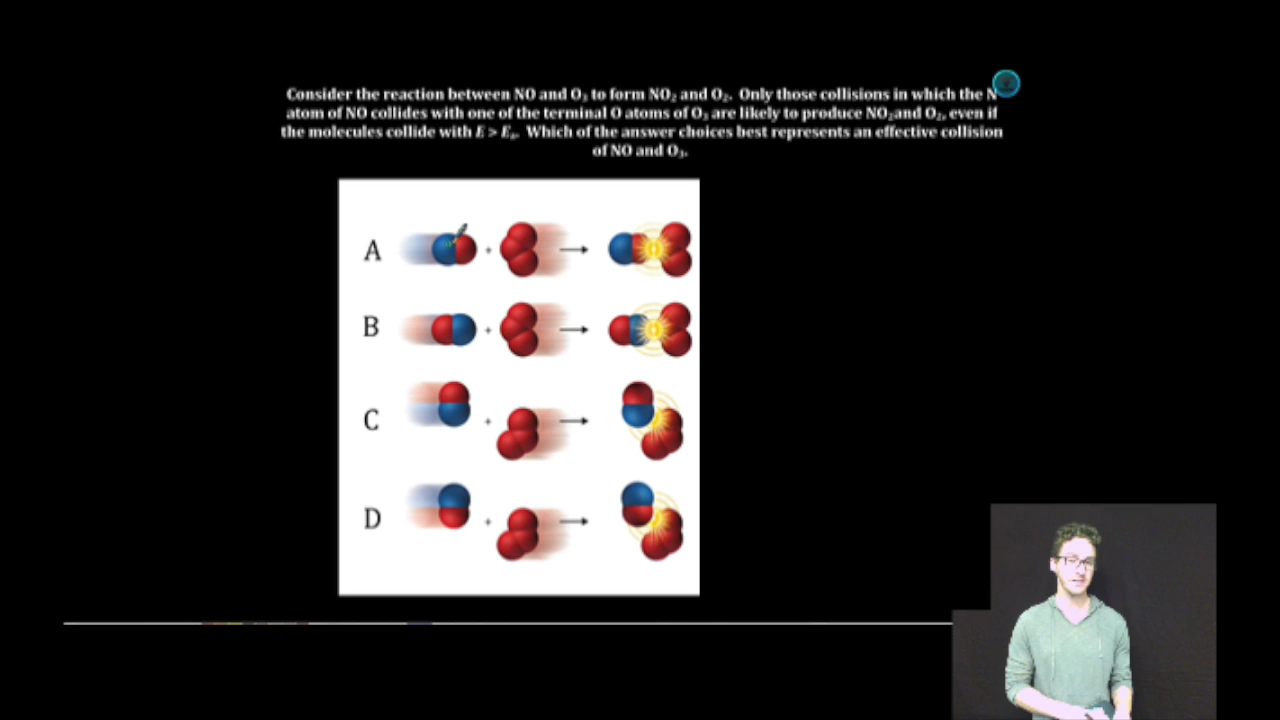 Consider the reaction between NO and O₃ to form NO₂ and O₂. Only those collisions in which the N
atom of NO collides with one of the terminal O atoms of O₃ are likely to produce NO₂and O₂, even if
the molecules collide with E > Eₐ. Which of the answer choices best represents an effective collision
of NO and O₃.
A + →
B + →
C + →
D + →